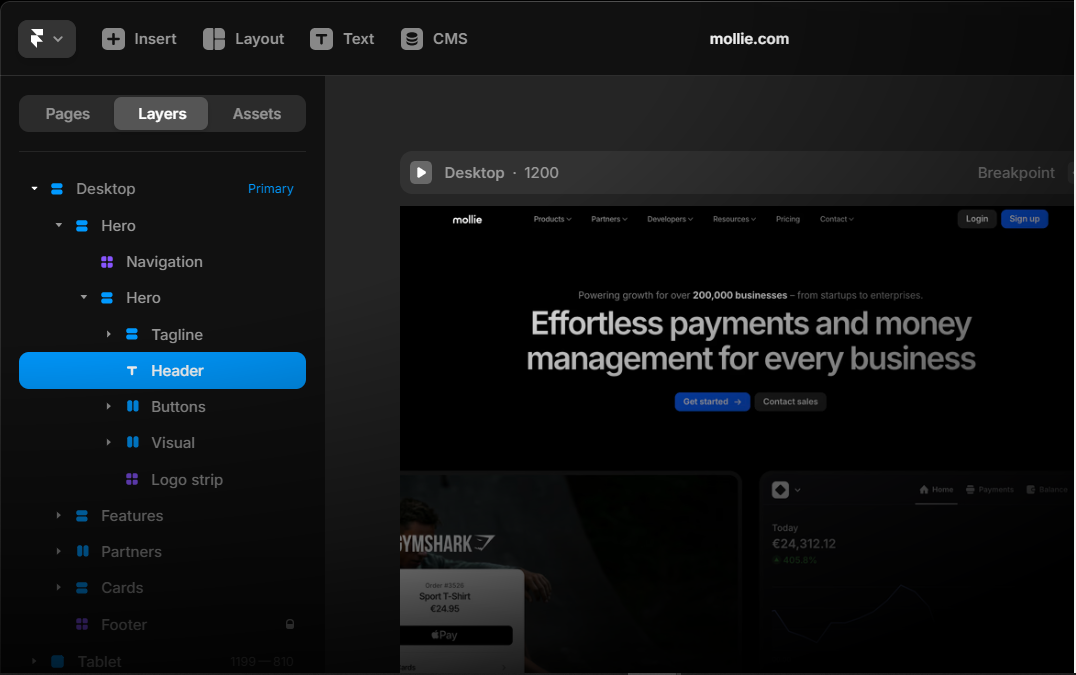 Insert
Layout
Text
CMS
mollie.com
Pages
Layers
Assets
Desktop
Primary
Hero
Navigation
Hero
Tagline
Header
Buttons
Visual
Logo strip
Features
Partners
Cards
Footer
Tablet
1199 — 810
Desktop · 1200
Breakpoint
mollie
Products
Partners
Developers
Resources
Pricing
Contact
Login
Sign up
Powering growth for over 200,000 businesses – from startups to enterprises.
Effortless payments and money
management for every business
Get started →
Contact sales
GYMSHARK
Order #3526
Sport T-Shirt
€24.95
Pay
Home
Payments
Balance
Today
€24,312.12
405.8%